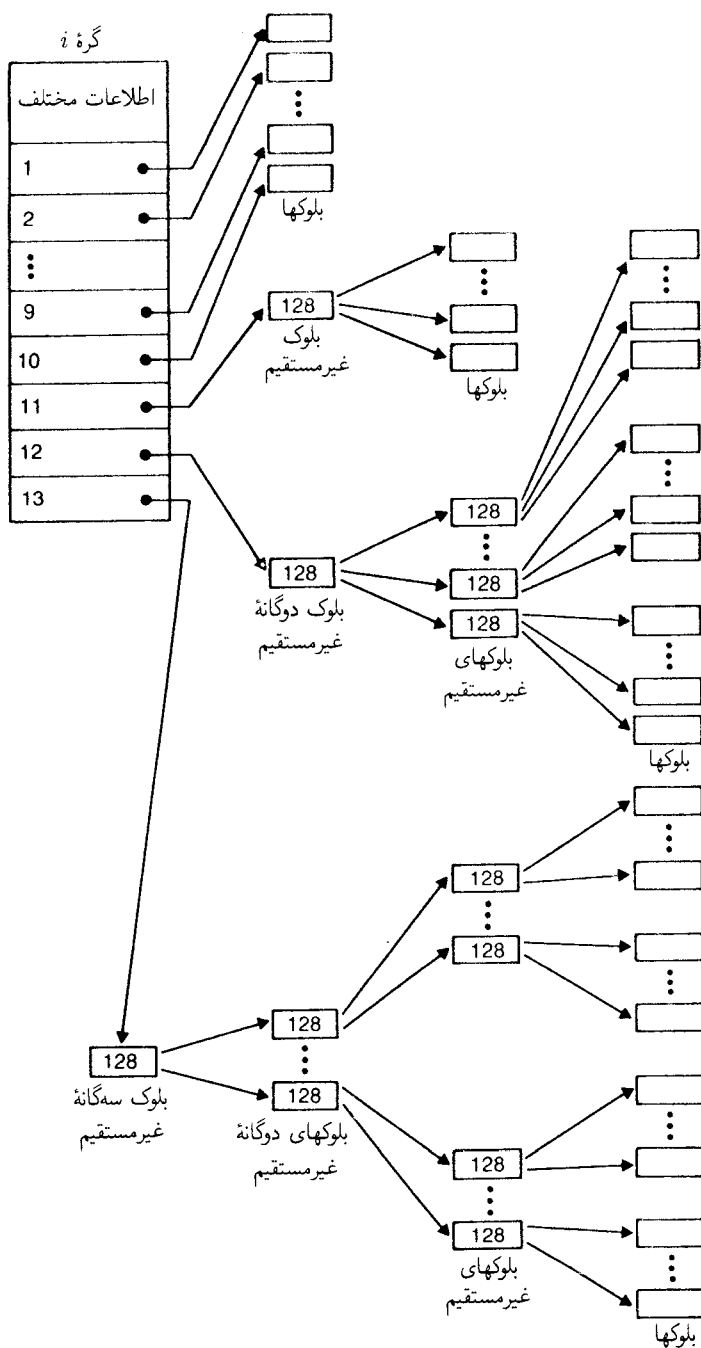 گرهٔ i
اطلاعات مختلف
1
2
9
10
11
12
13
بلوکها
128
بلوک
غیرمستقیم
بلوکها
128
بلوک دوگانهٔ
غیرمستقیم
128
128
128
بلوکهای
غیرمستقیم
بلوکها
128
بلوک سه‌گانهٔ
غیرمستقیم
128
128
بلوکهای دوگانهٔ
غیرمستقیم
128
128
128
128
بلوکهای
غیرمستقیم
بلوکها